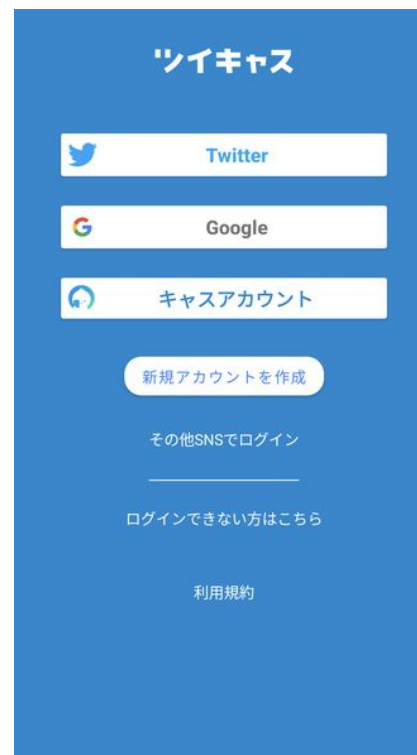 ツイキャス
Twitter
Google
キャスアカウント
新規アカウントを作成
その他SNSでログイン
ログインできない方はこちら
利用規約